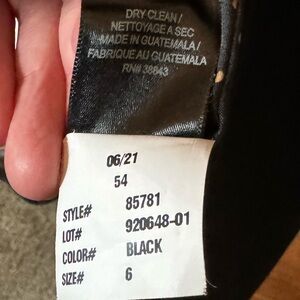 DRY CLEAN /
NETTOYAGE A SEC
MADE IN GUATEMALA /
FABRIQUE AU GUATEMALA
RN# 38643
06/21
54
STYLE# 85781
LOT# 920648-01
COLOR# BLACK
SIZE# 6